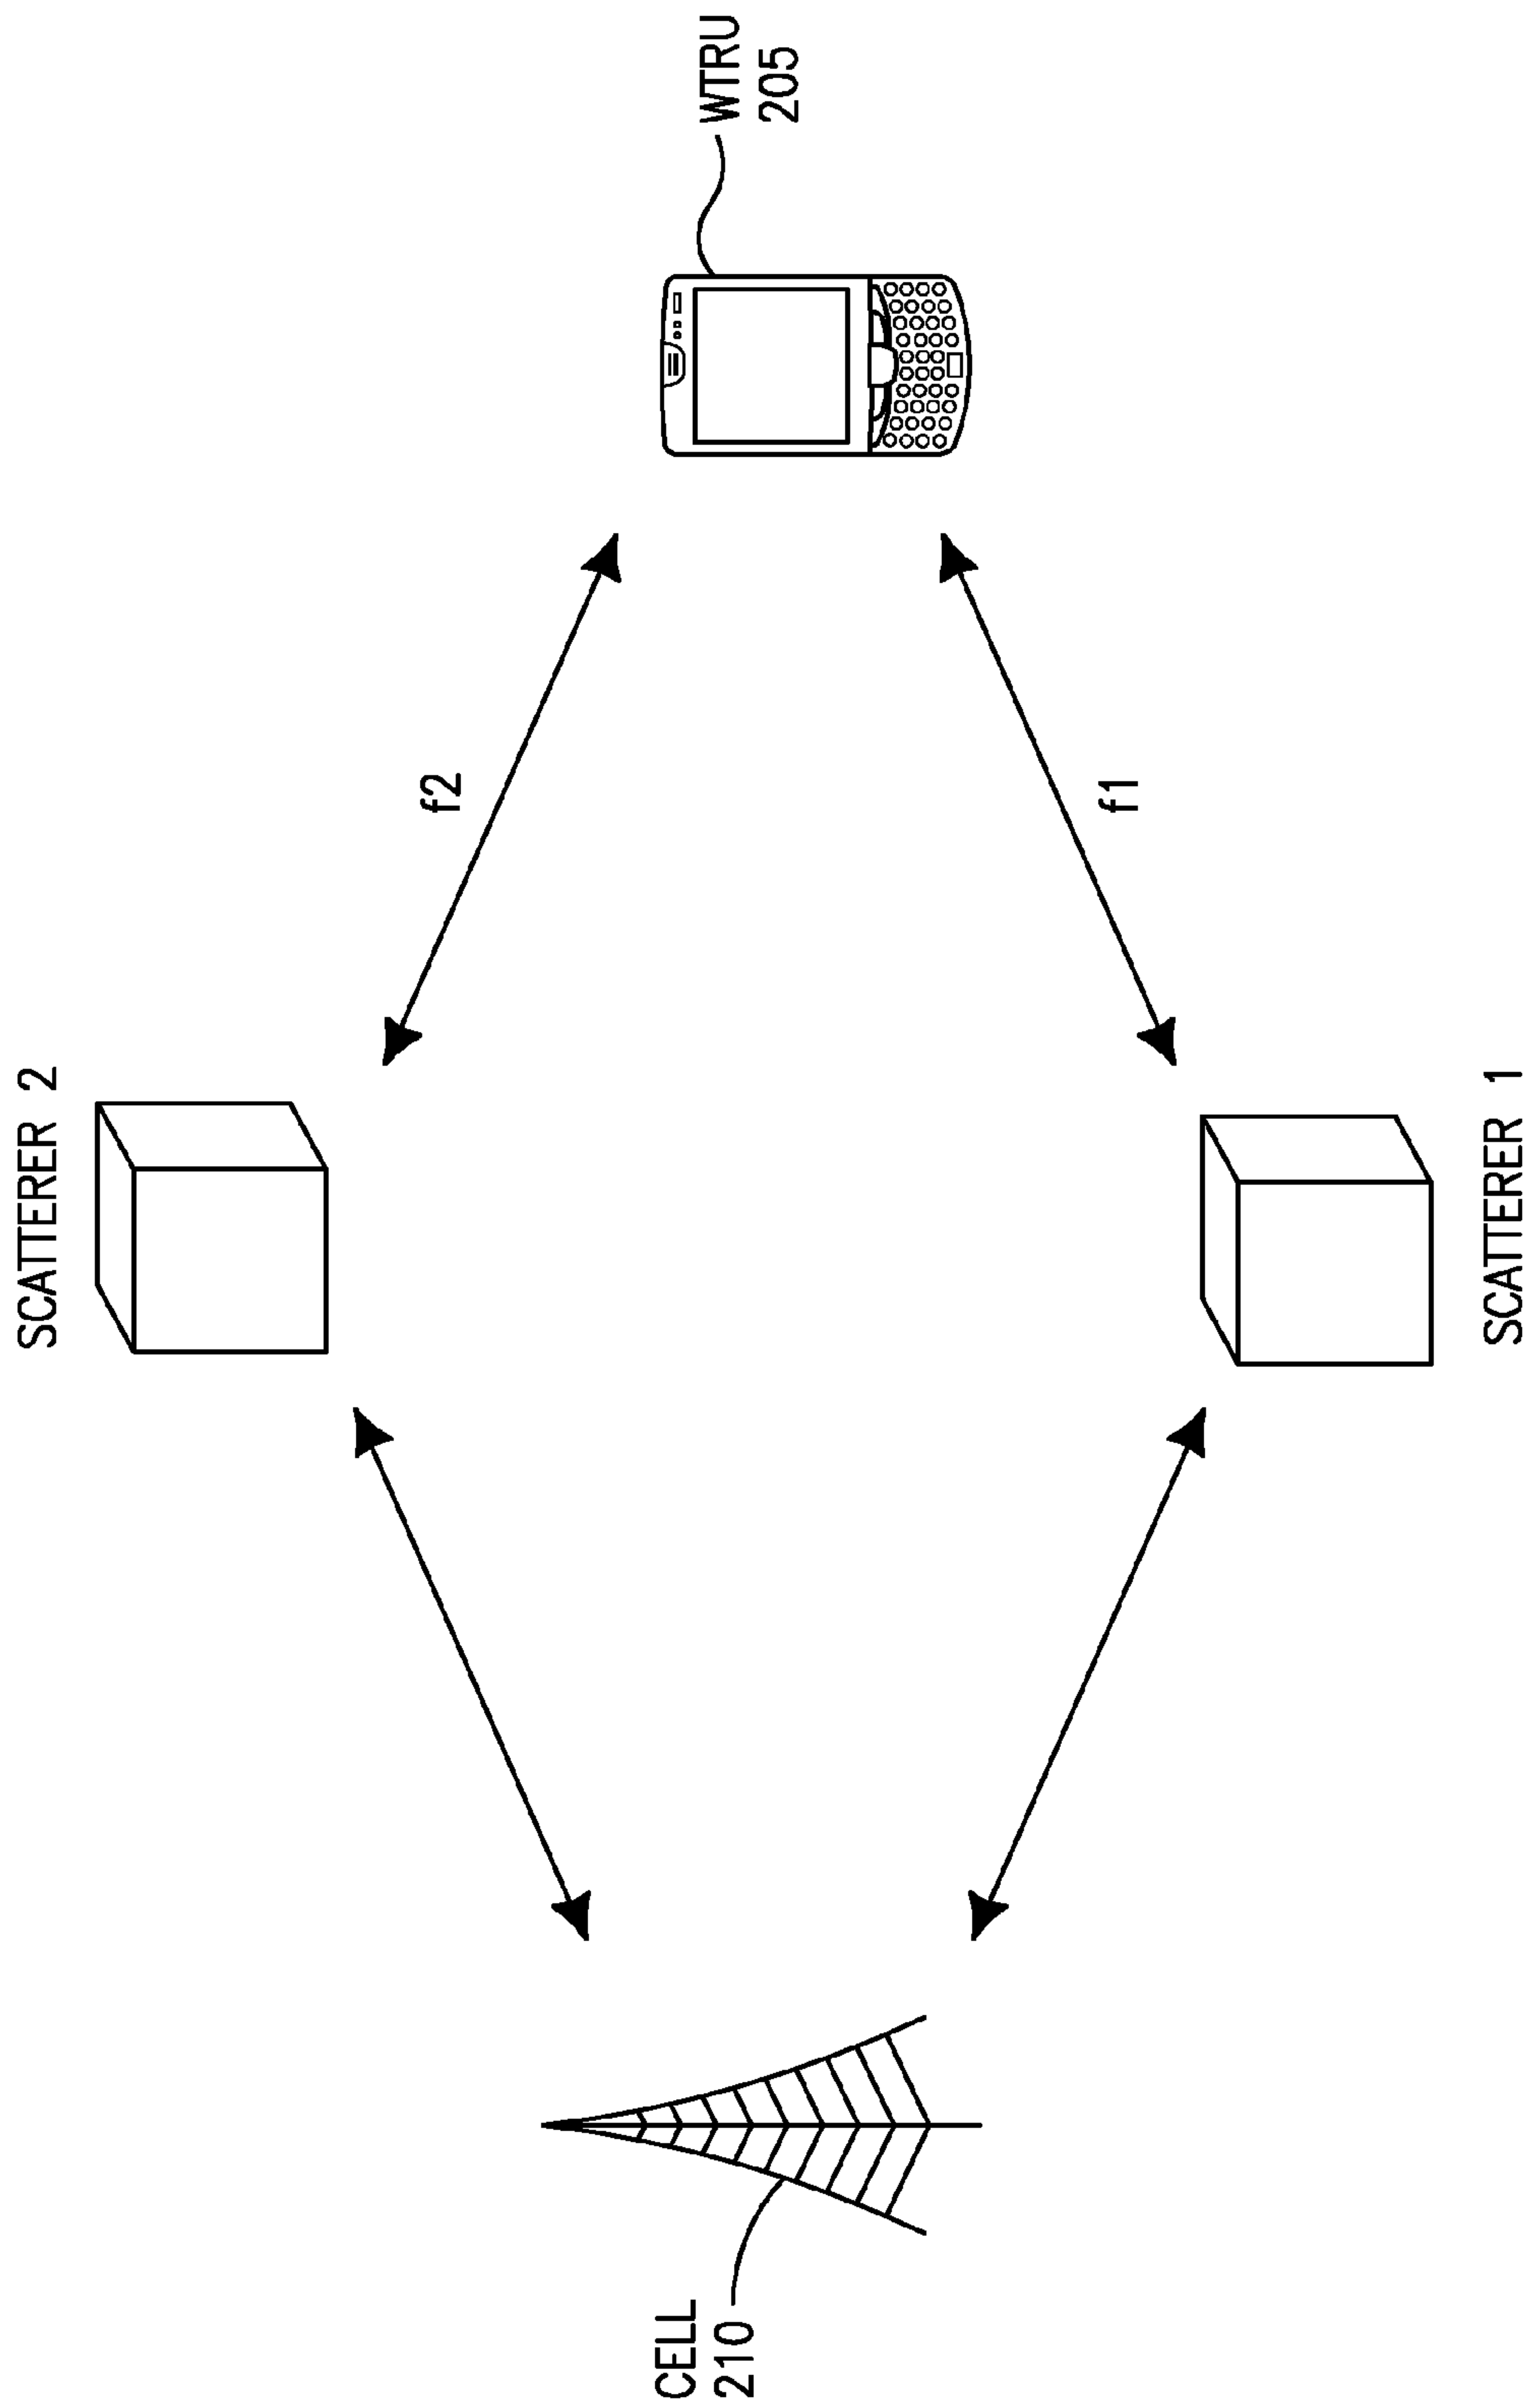 SCATTERER 2
f2
CELL
210
WTRU
205
f1
SCATTERER 1